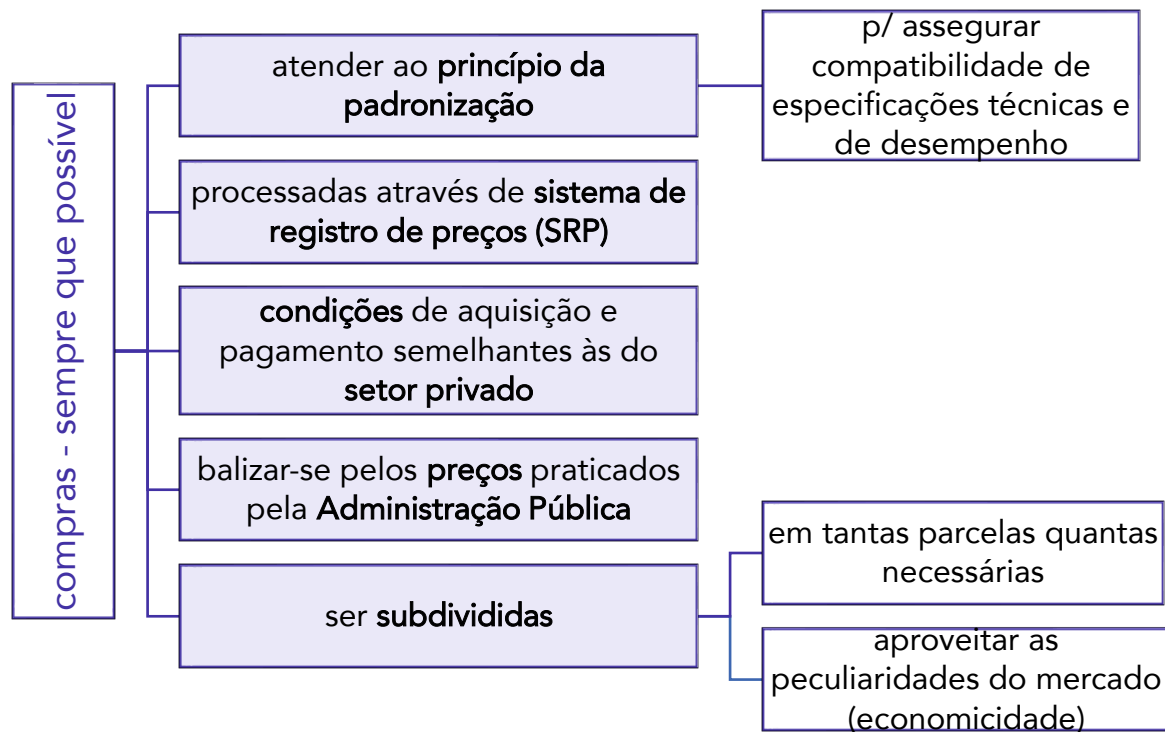 compras - sempre que possível
atender ao princípio da
padronização
p/ assegurar
compatibilidade de
especificações técnicas e
de desempenho
processadas através de sistema de
registro de preços (SRP)
condições de aquisição e
pagamento semelhantes às do
setor privado
balizar-se pelos preços praticados
pela Administração Pública
ser subdivididas
em tantas parcelas quantas
necessárias
aproveitar as
peculiaridades do mercado
(economicidade)